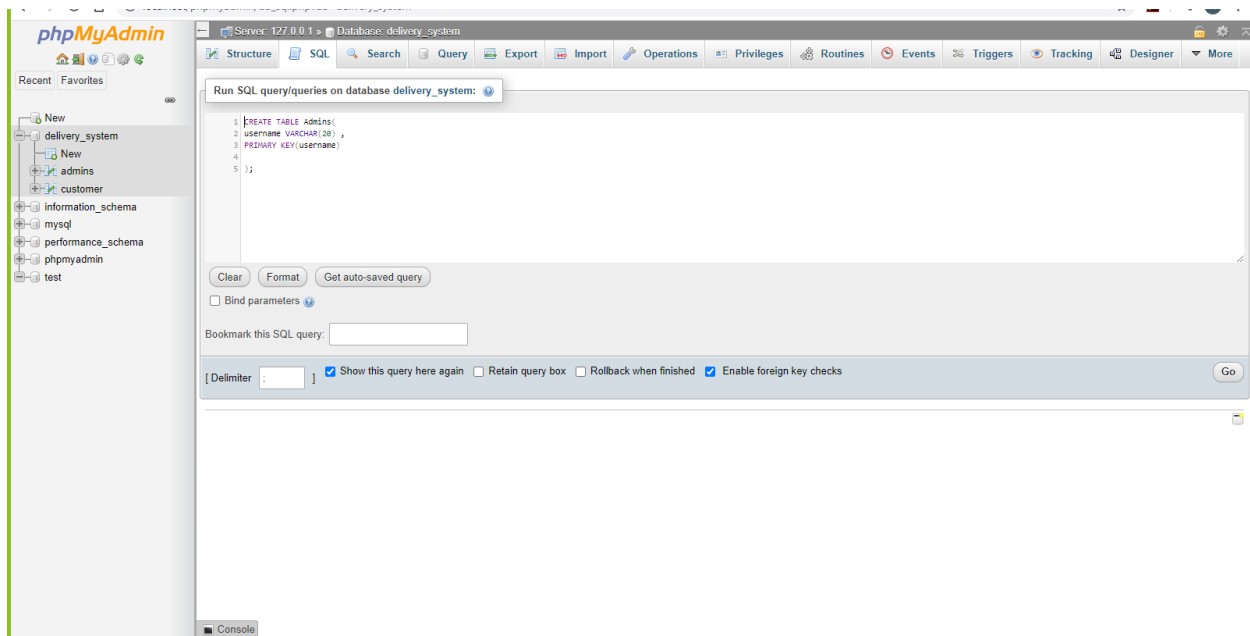 phpMyAdmin
Recent Favorites
New
delivery_system
New
admins
customer
information_schema
mysql
performance_schema
phpmyadmin
test
Server: 127.0.0.1 » Database: delivery_system
Structure SQL Search Query Export Import Operations Privileges Routines Events Triggers Tracking Designer More
Run SQL query/queries on database delivery_system:
1 CREATE TABLE Admins(
2 username VARCHAR(20) ,
3 PRIMARY KEY(username)
4
5 );
Clear Format Get auto-saved query
Bind parameters
Bookmark this SQL query:
[ Delimiter ; ] Show this query here again Retain query box Rollback when finished Enable foreign key checks Go
Console